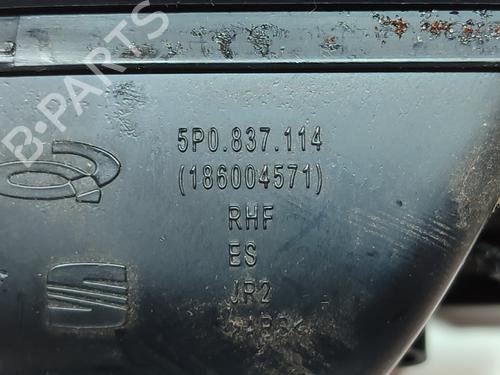 B-PARTS
5P0.837.114
(186004571)
RHF
ES
JR2